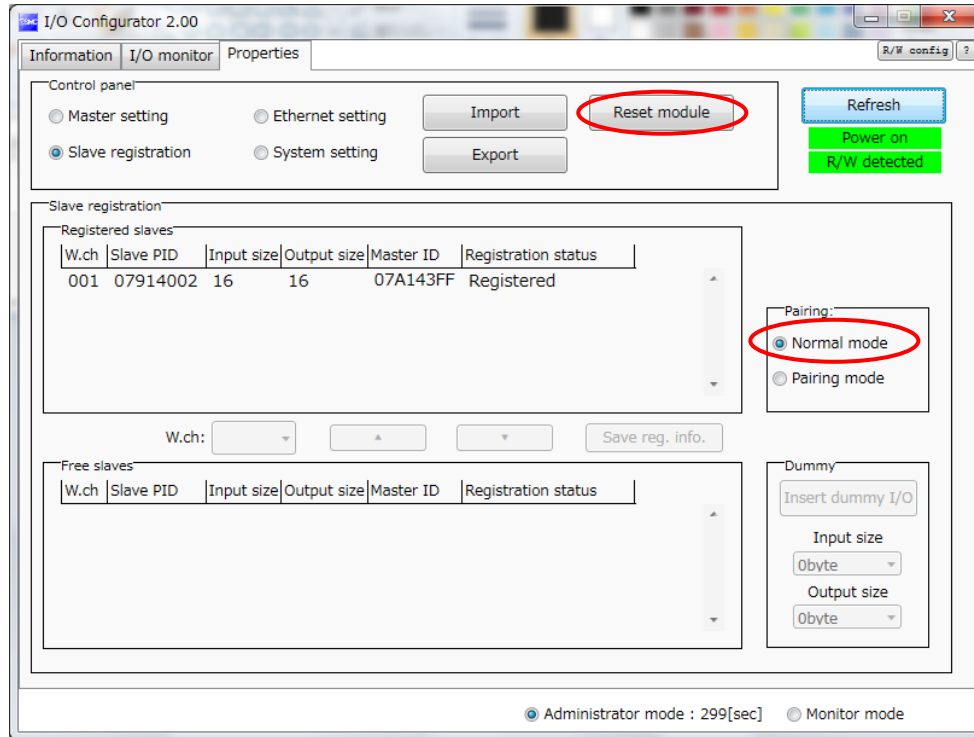 I/O Configurator 2.00
Information I/O monitor Properties R/W config ?
Control panel
Master setting Ethernet setting Import Reset module Refresh
Power on
Slave registration System setting Export R/W detected
Slave registration
Registered slaves
W.ch Slave PID Input size Output size Master ID Registration status
001 07914002 16 16 07A143FF Registered
Pairing:
Normal mode
Pairing mode
W.ch: Save reg. info.
Free slaves Dummy
W.ch Slave PID Input size Output size Master ID Registration status
Insert dummy I/O
Input size
0byte
Output size
0byte
Administrator mode : 299[sec] Monitor mode